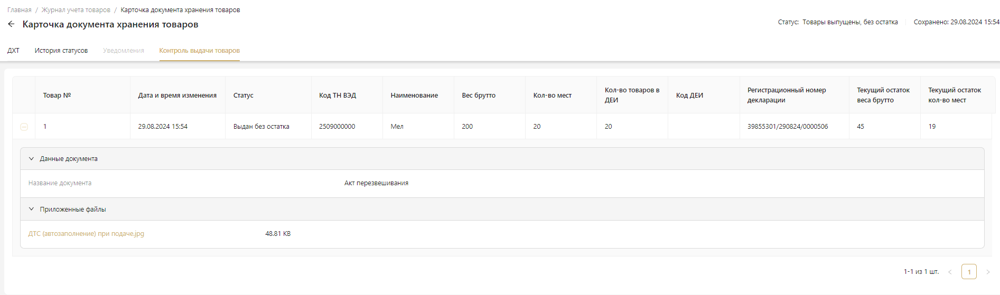 Главная / Журнал учета товаров / Карточка документа хранения товаров
Карточка документа хранения товаров
Статус: Товары выпущены, без остатка
Сохранено: 29.08.2024 15:54
ДХТ История статусов Уведомления Контроль выдачи товаров
Товар № Дата и время изменения Статус Код ТН ВЭД Наименование Вес брутто Кол-во мест Кол-во товаров в ДЕИ Код ДЕИ Регистрационный номер декларации Текущий остаток веса брутто Текущий остаток кол-во мест
1 29.08.2024 15:54 Выдан без остатка 2509000000 Мел 200 20 20 39855301/290824/0000506 45 19
Данные документа
Название документа Акт перезвешивания
Приложенные файлы
ДТС (автозаполнение) при подаче.jpg 48.81 KB
1-1 из 1 шт. < 1 >